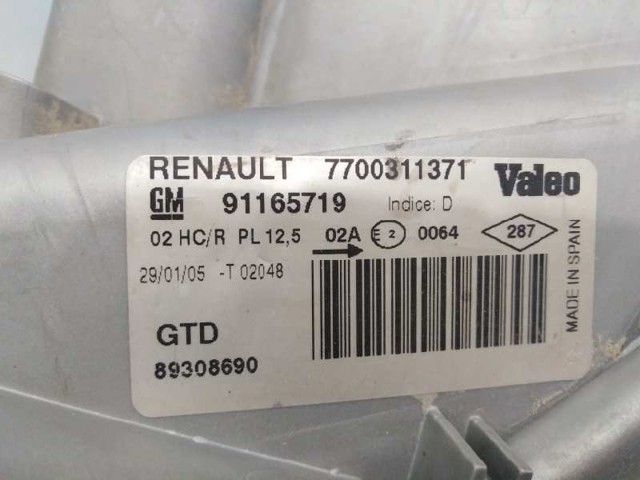 RENAULT 7700311371 Valeo
GM 91165719 Indice: D
02 HC/R PL 12,5 02A E 2 0064 287
29/01/05 -T 02048
GTD
89308690
MADE IN SPAIN